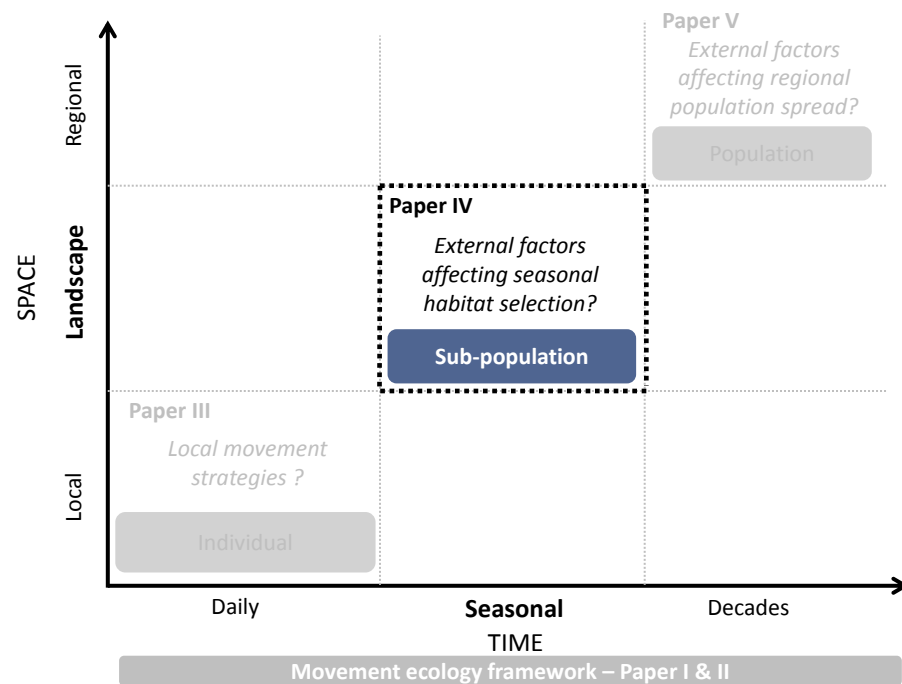 Paper V
External factors
affecting regional
population spread?
Population
Regional
Paper IV
External factors
affecting seasonal
habitat selection?
Sub-population
SPACE
Landscape
Paper III
Local movement
strategies ?
Individual
Local
Daily
Seasonal
Decades
TIME
Movement ecology framework – Paper I & II